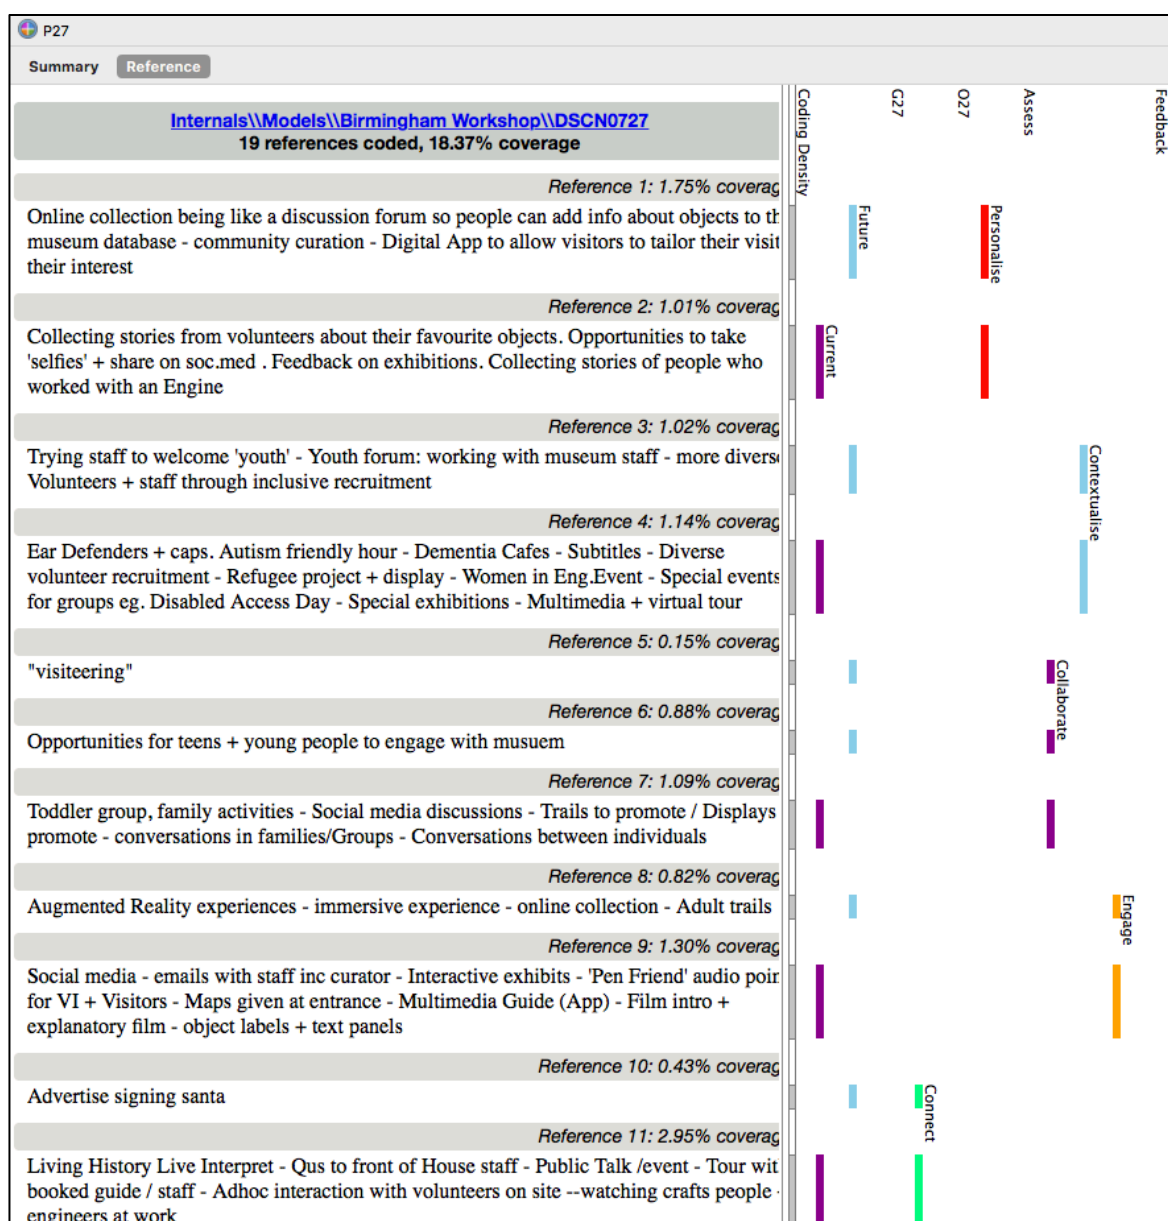 P27
Summary Reference
Internals\\Models\\Birmingham Workshop\\DSCN0727
19 references coded, 18.37% coverage
Reference 1: 1.75% coverag
Online collection being like a discussion forum so people can add info about objects to th
museum database - community curation - Digital App to allow visitors to tailor their visit
their interest
Reference 2: 1.01% coverag
Collecting stories from volunteers about their favourite objects. Opportunities to take
'selfies' + share on soc.med . Feedback on exhibitions. Collecting stories of people who
worked with an Engine
Reference 3: 1.02% coverag
Trying staff to welcome 'youth' - Youth forum: working with museum staff - more divers
Volunteers + staff through inclusive recruitment
Reference 4: 1.14% coverag
Ear Defenders + caps. Autism friendly hour - Dementia Cafes - Subtitles - Diverse
volunteer recruitment - Refugee project + display - Women in Eng.Event - Special events
for groups eg. Disabled Access Day - Special exhibitions - Multimedia + virtual tour
Reference 5: 0.15% coverag
"visiteering"
Reference 6: 0.88% coverag
Opportunities for teens + young people to engage with musuem
Reference 7: 1.09% coverag
Toddler group, family activities - Social media discussions - Trails to promote / Displays
promote - conversations in families/Groups - Conversations between individuals
Reference 8: 0.82% coverag
Augmented Reality experiences - immersive experience - online collection - Adult trails
Reference 9: 1.30% coverag
Social media - emails with staff inc curator - Interactive exhibits - 'Pen Friend' audio poin
for VI + Visitors - Maps given at entrance - Multimedia Guide (App) - Film intro +
explanatory film - object labels + text panels
Reference 10: 0.43% coverag
Advertise signing santa
Reference 11: 2.95% coverag
Living History Live Interpret - Qus to front of House staff - Public Talk /event - Tour wit
booked guide / staff - Adhoc interaction with volunteers on site --watching crafts people -
engineers at work
Coding Density
Current
Future
G27
Connect
O27
Personalise
Assess
Collaborate
Contextualise
Engage
Feedback